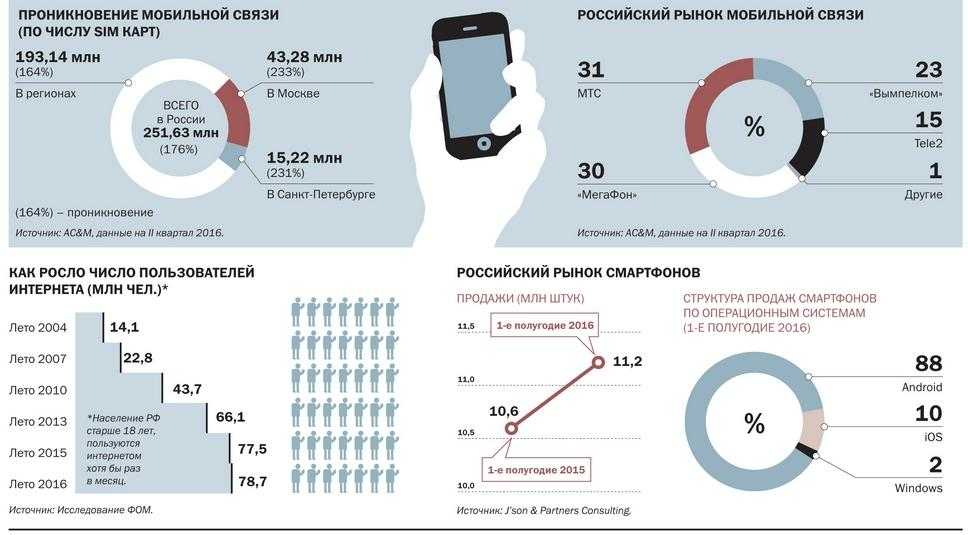 ПРОНИКНОВЕНИЕ МОБИЛЬНОЙ СВЯЗИ
(ПО ЧИСЛУ SIM КАРТ)
193,14 млн
(164%)
В регионах
43,28 млн
(233%)
В Москве
ВСЕГО
в России
251,63 млн
(176%)
15,22 млн
(231%)
В Санкт-Петербурге
(164%) – проникновение
Источник: AC&M, данные на II квартал 2016.
РОССИЙСКИЙ РЫНОК МОБИЛЬНОЙ СВЯЗИ
31
МТС
23
«Вымпелком»
%
15
Tele2
30
«МегаФон»
1
Другие
Источник: AC&M, данные на II квартал 2016.
КАК РОСЛО ЧИСЛО ПОЛЬЗОВАТЕЛЕЙ
ИНТЕРНЕТА (МЛН ЧЕЛ.)*
Лето 2004
14,1
Лето 2007
22,8
Лето 2010
43,7
Лето 2013
66,1
Лето 2015
77,5
Лето 2016
78,7
*Население РФ
старше 18 лет,
пользуются
интернетом
хотя бы раз
в месяц.
Источник: Исследование ФОМ.
РОССИЙСКИЙ РЫНОК СМАРТФОНОВ
ПРОДАЖИ (МЛН ШТУК)
11,5
1-е полугодие 2016
11,2
11,0
10,6
10,5
1-е полугодие 2015
10,0
Источник: J'son & Partners Consulting.
СТРУКТУРА ПРОДАЖ СМАРТФОНОВ
ПО ОПЕРАЦИОННЫМ СИСТЕМАМ
(1-Е ПОЛУГОДИЕ 2016)
88
Android
%
10
iOS
2
Windows